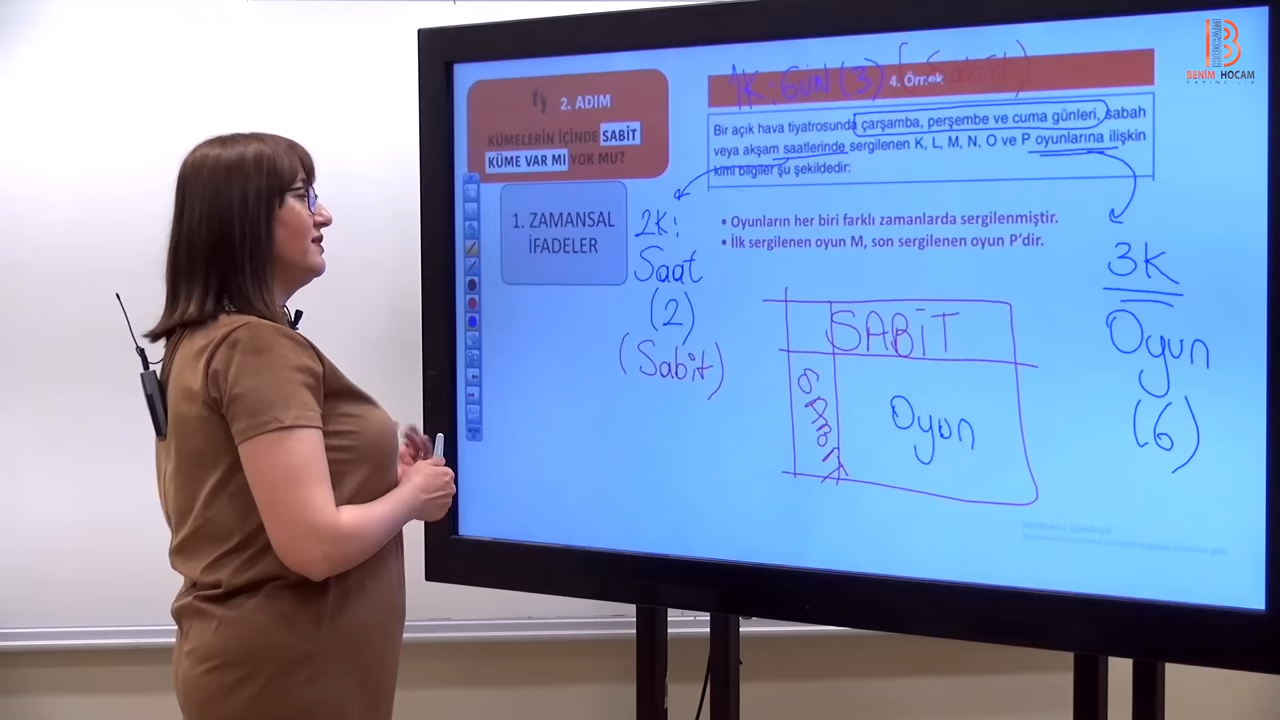 BENİM HOCAM
YAYINCILIK
2. ADIM
KÜMELERİN İÇİNDE SABİT
KÜME VAR MI YOK MU?
1. ZAMANSAL
İFADELER
1K: GÜN (3) (Sabit)
4. Örnek
Bir açık hava tiyatrosunda çarşamba, perşembe ve cuma günleri, sabah
veya akşam saatlerinde sergilenen K, L, M, N, O ve P oyunlarına ilişkin
kimi bilgiler şu şekildedir:
• Oyunların her biri farklı zamanlarda sergilenmiştir.
• İlk sergilenen oyun M, son sergilenen oyun P'dir.
2K:
Saat
(2)
(Sabit)
SABİT
SABİT
Oyun
3K
Oyun
(6)